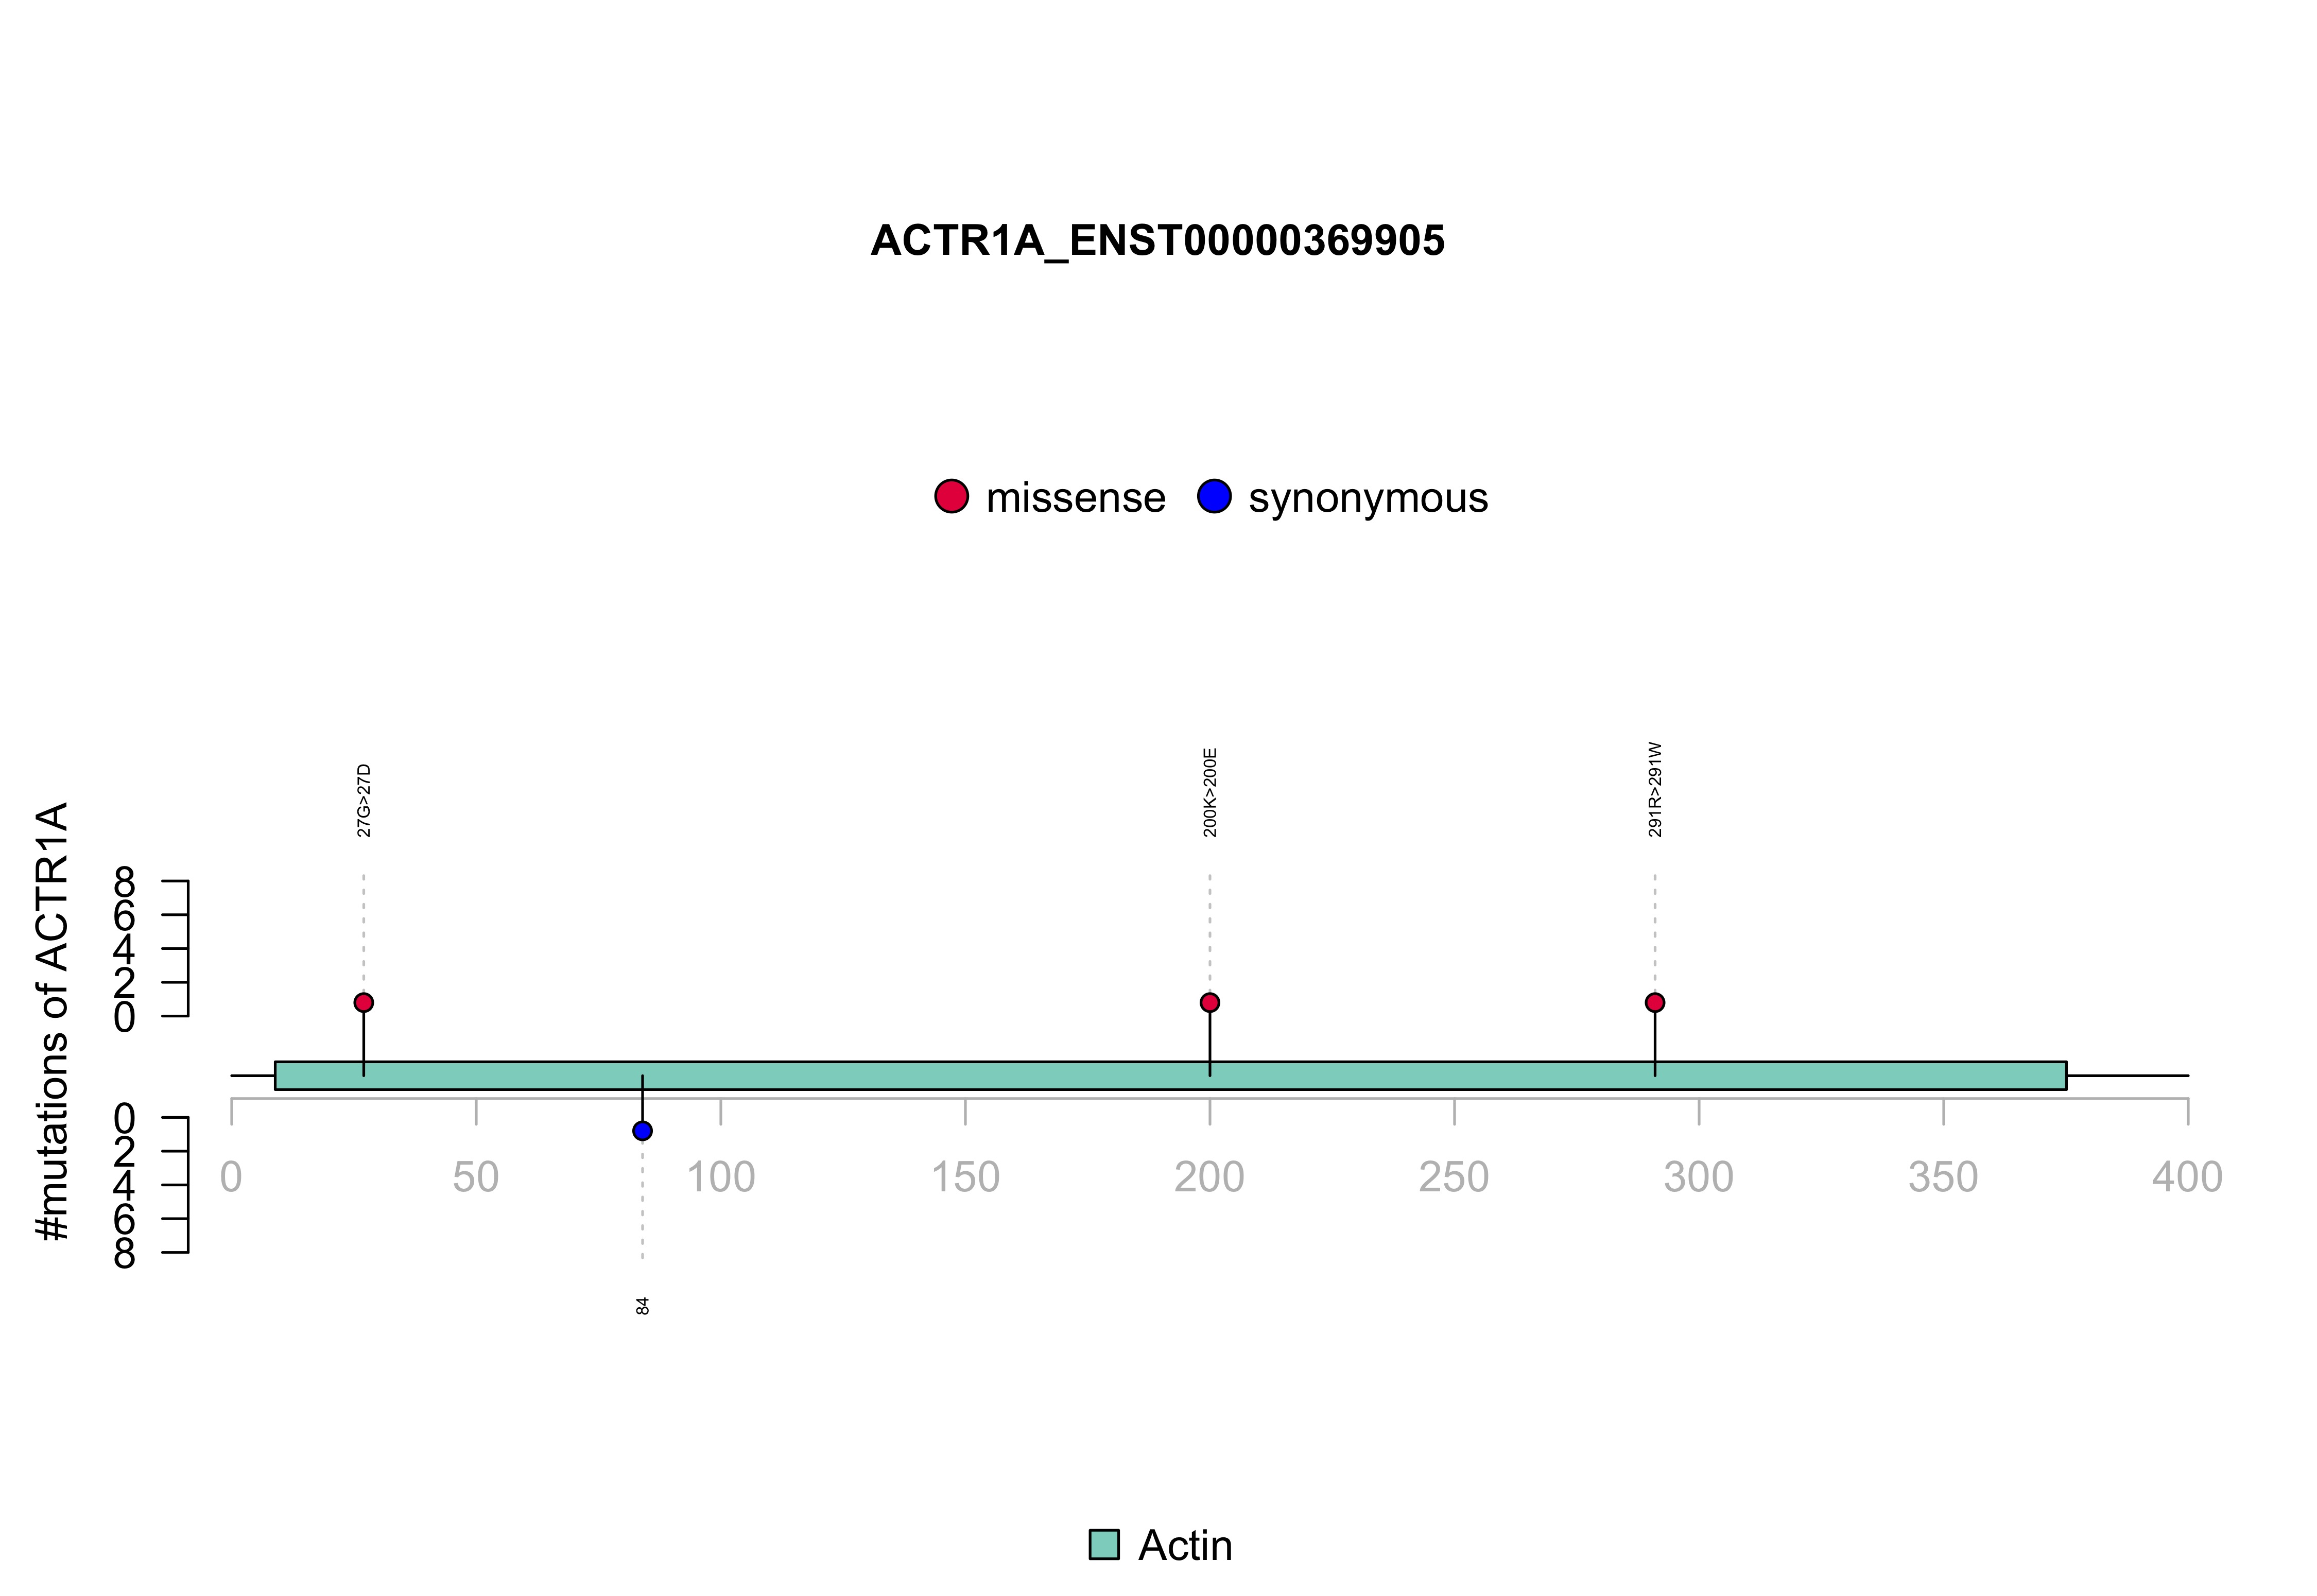 ACTR1A_ENST00000369905
missense
synonymous
27G>27D
200K>200E
291R>291W
#mutations of ACTR1A
8
6
4
2
0
0
2
4
6
8
0 50 100 150 200 250 300 350 400
84
Actin